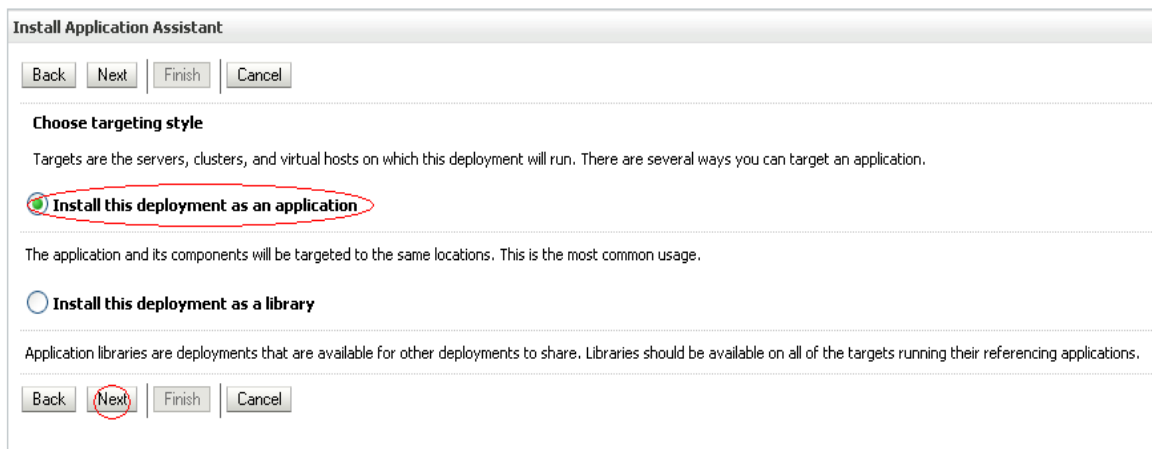 Install Application Assistant
Back Next Finish Cancel
Choose targeting style
Targets are the servers, clusters, and virtual hosts on which this deployment will run. There are several ways you can target an application.
Install this deployment as an application
The application and its components will be targeted to the same locations. This is the most common usage.
Install this deployment as a library
Application libraries are deployments that are available for other deployments to share. Libraries should be available on all of the targets running their referencing applications.
Back Next Finish Cancel